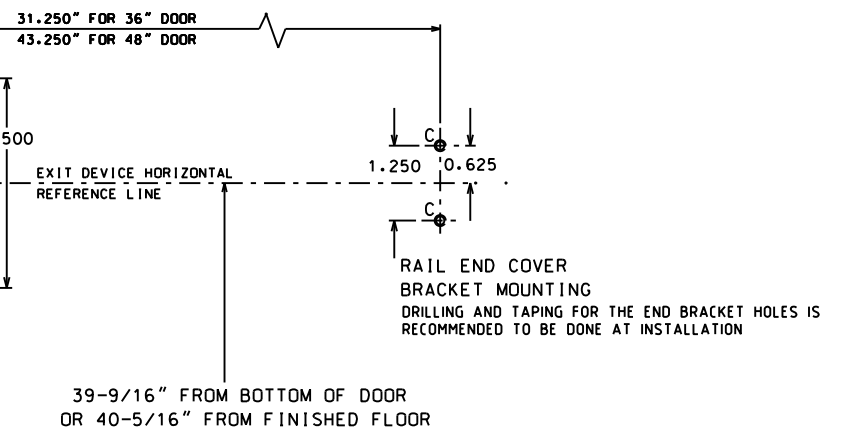 31.250" FOR 36" DOOR
43.250" FOR 48" DOOR
500
C
1.250 0.625
EXIT DEVICE HORIZONTAL
REFERENCE LINE
C
RAIL END COVER
BRACKET MOUNTING
DRILLING AND TAPING FOR THE END BRACKET HOLES IS
RECOMMENDED TO BE DONE AT INSTALLATION
39-9/16" FROM BOTTOM OF DOOR
OR 40-5/16" FROM FINISHED FLOOR